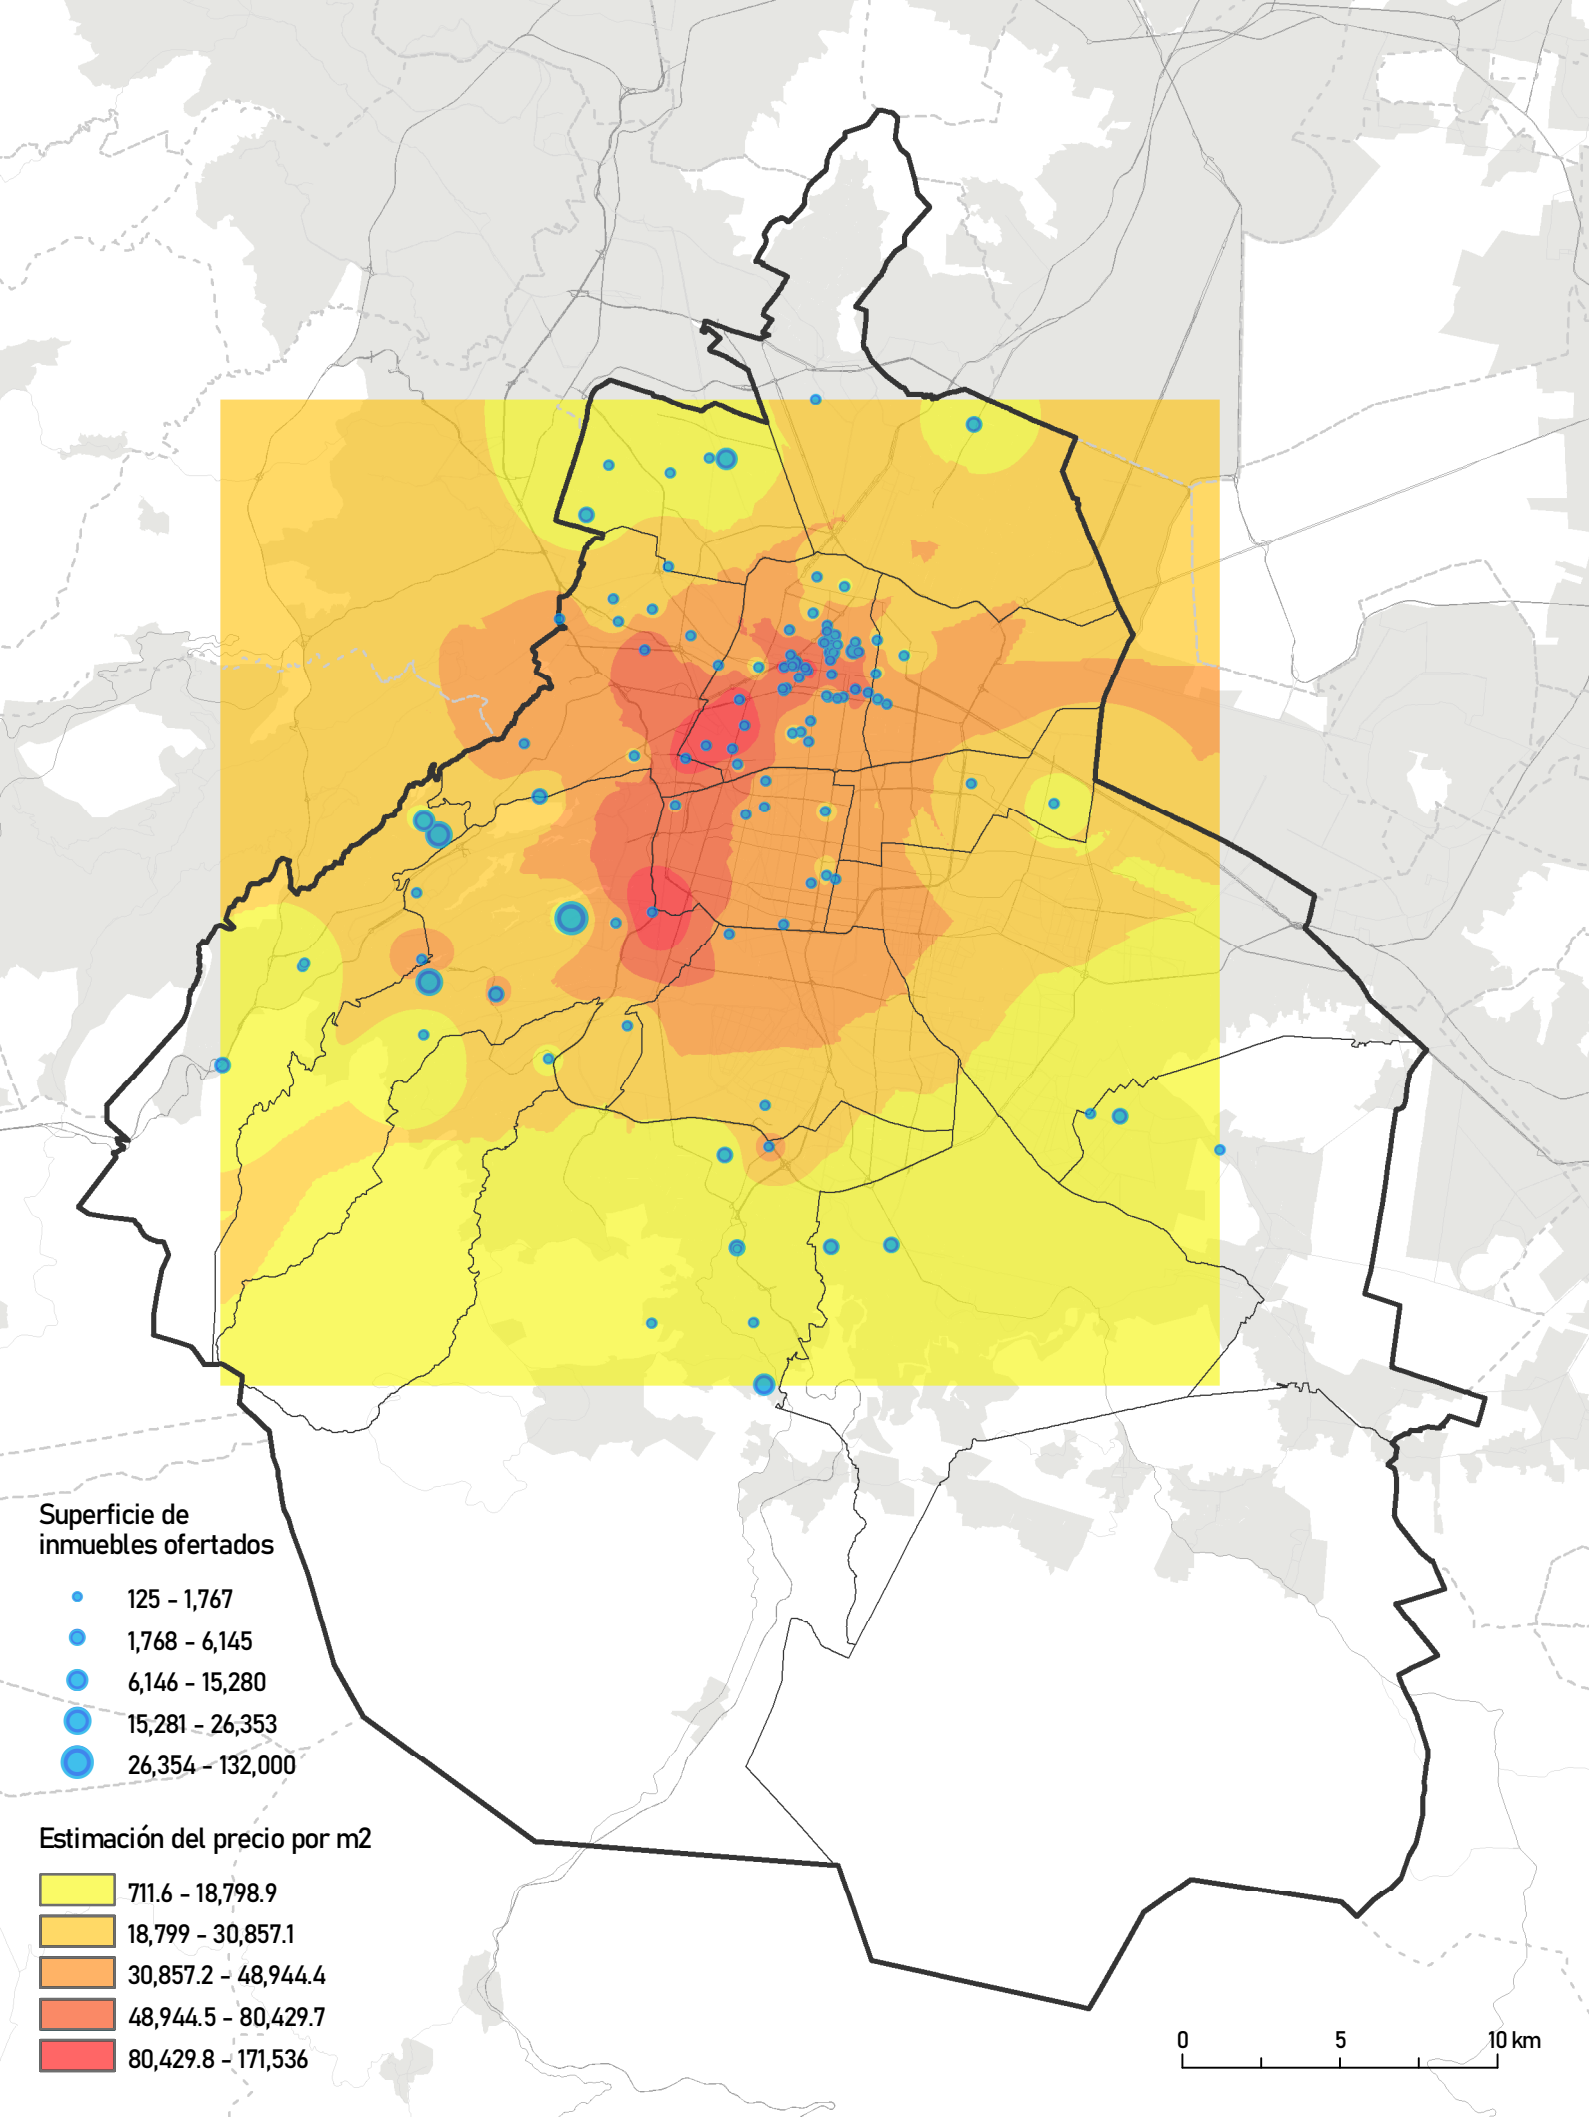 Superficie de
inmuebles ofertados
125 - 1,767
1,768 - 6,145
6,146 - 15,280
15,281 - 26,353
26,354 - 132,000
Estimación del precio por m2
711.6 - 18,798.9
18,799 - 30,857.1
30,857.2 - 48,944.4
48,944.5 - 80,429.7
80,429.8 - 171,536
0 5 10 km